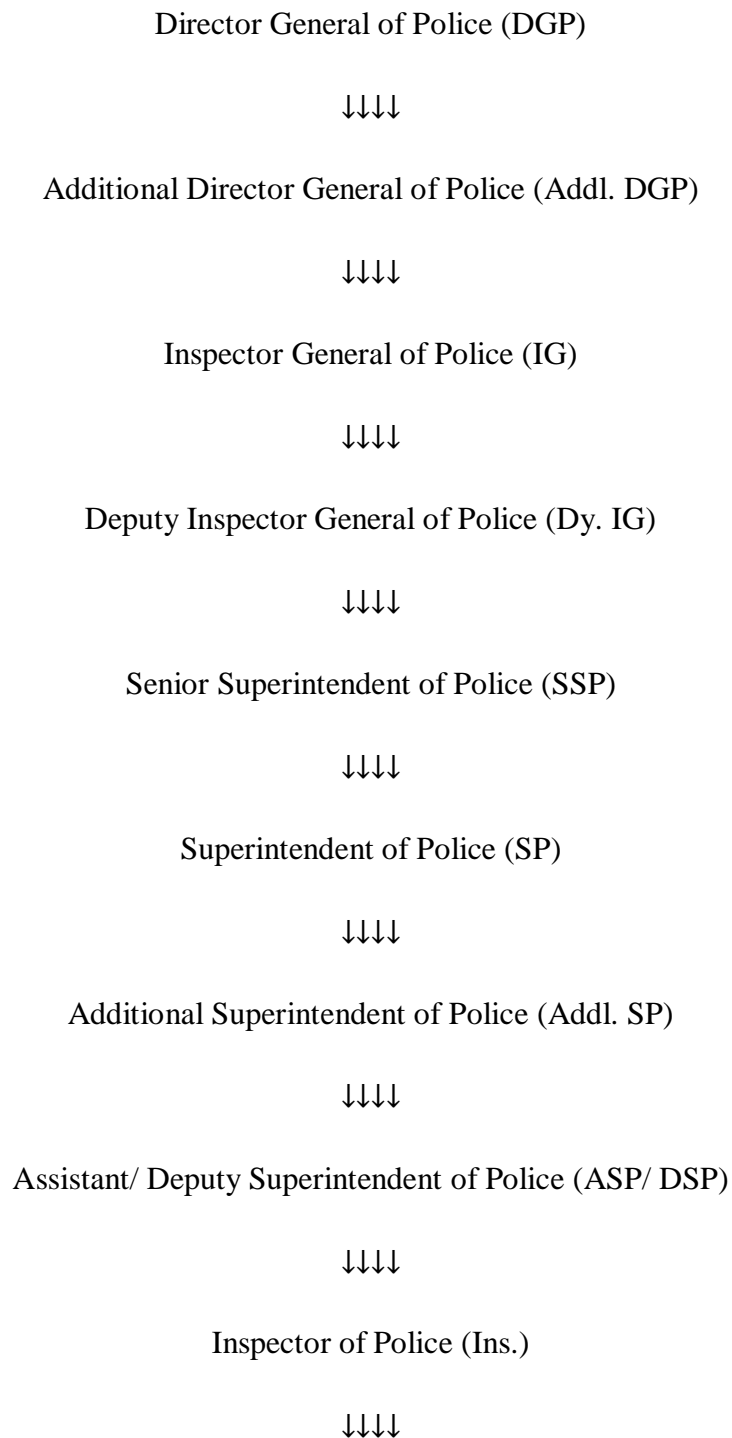 Director General of Police (DGP)
↓↓↓↓
Additional Director General of Police (Addl. DGP)
↓↓↓↓
Inspector General of Police (IG)
↓↓↓↓
Deputy Inspector General of Police (Dy. IG)
↓↓↓↓
Senior Superintendent of Police (SSP)
↓↓↓↓
Superintendent of Police (SP)
↓↓↓↓
Additional Superintendent of Police (Addl. SP)
↓↓↓↓
Assistant/ Deputy Superintendent of Police (ASP/ DSP)
↓↓↓↓
Inspector of Police (Ins.)
↓↓↓↓